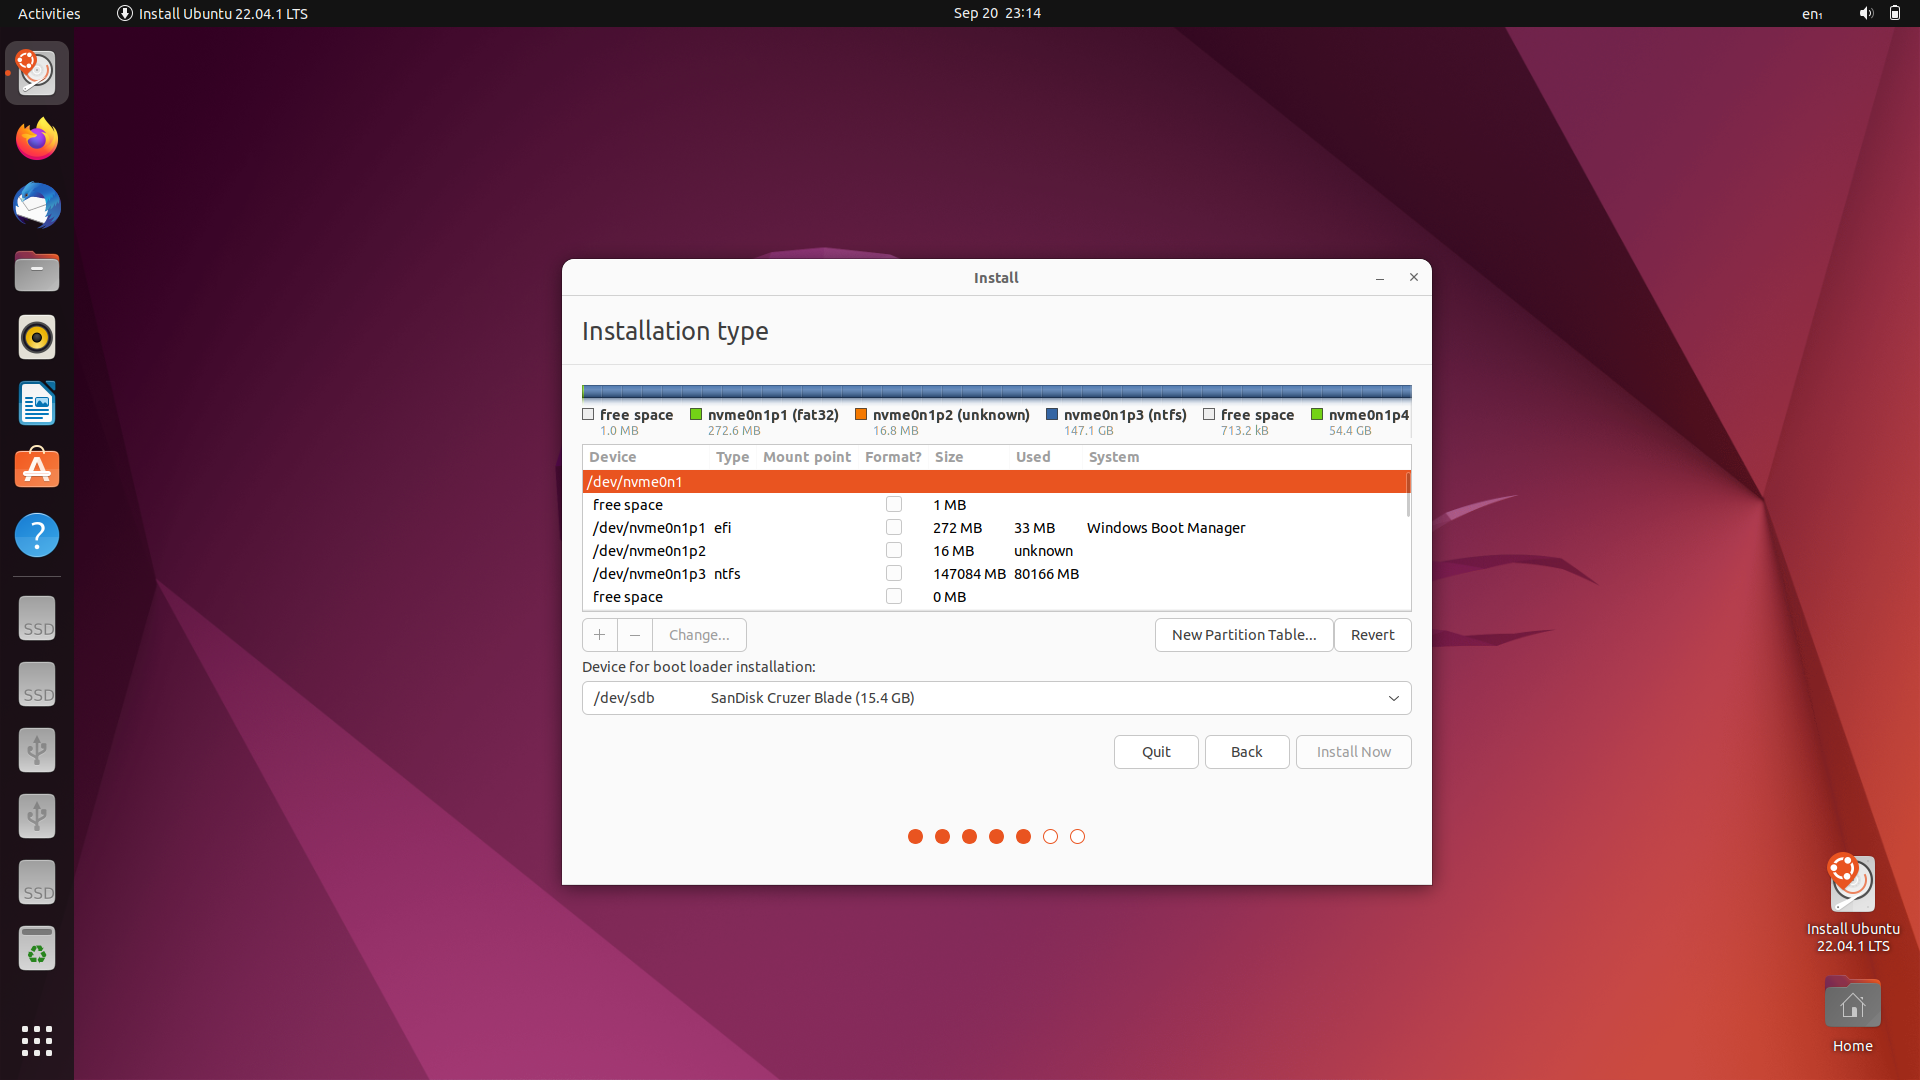 Activities
Install Ubuntu 22.04.1 LTS
Sep 20 23:14
en₁
Install
Installation type
free space
1.0 MB
nvme0n1p1 (fat32)
272.6 MB
nvme0n1p2 (unknown)
16.8 MB
nvme0n1p3 (ntfs)
147.1 GB
free space
713.2 kB
nvme0n1p4
54.4 GB
Device Type Mount point Format? Size Used System
/dev/nvme0n1
free space 1 MB
/dev/nvme0n1p1 efi 272 MB 33 MB Windows Boot Manager
/dev/nvme0n1p2 16 MB unknown
/dev/nvme0n1p3 ntfs 147084 MB 80166 MB
free space 0 MB
+ − Change... New Partition Table... Revert
Device for boot loader installation:
/dev/sdb SanDisk Cruzer Blade (15.4 GB)
Quit Back Install Now
?
SSD
SSD
SSD
Install Ubuntu
22.04.1 LTS
Home